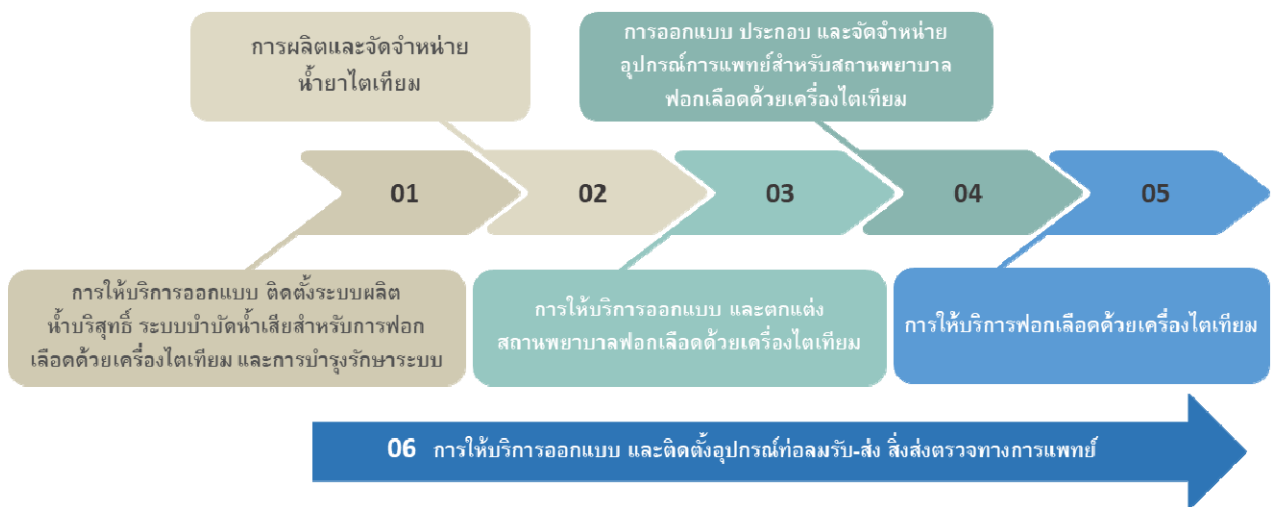 การผลิตและจัดจำหน่าย
น้ำยาไตเทียม
การออกแบบ ประกอบ และจัดจำหน่าย
อุปกรณ์การแพทย์สำหรับสถานพยาบาล
ฟอกเลือดด้วยเครื่องไตเทียม
01
02
03
04
05
การให้บริการออกแบบ ติดตั้งระบบผลิต
น้ำบริสุทธิ์ ระบบบำบัดน้ำเสียสำหรับการฟอก
เลือดด้วยเครื่องไตเทียม และการบำรุงรักษาระบบ
การให้บริการออกแบบ และตกแต่ง
สถานพยาบาลฟอกเลือดด้วยเครื่องไตเทียม
การให้บริการฟอกเลือดด้วยเครื่องไตเทียม
06 การให้บริการออกแบบ และติดตั้งอุปกรณ์ท่อลมรับ-ส่ง สิ่งส่งตรวจทางการแพทย์